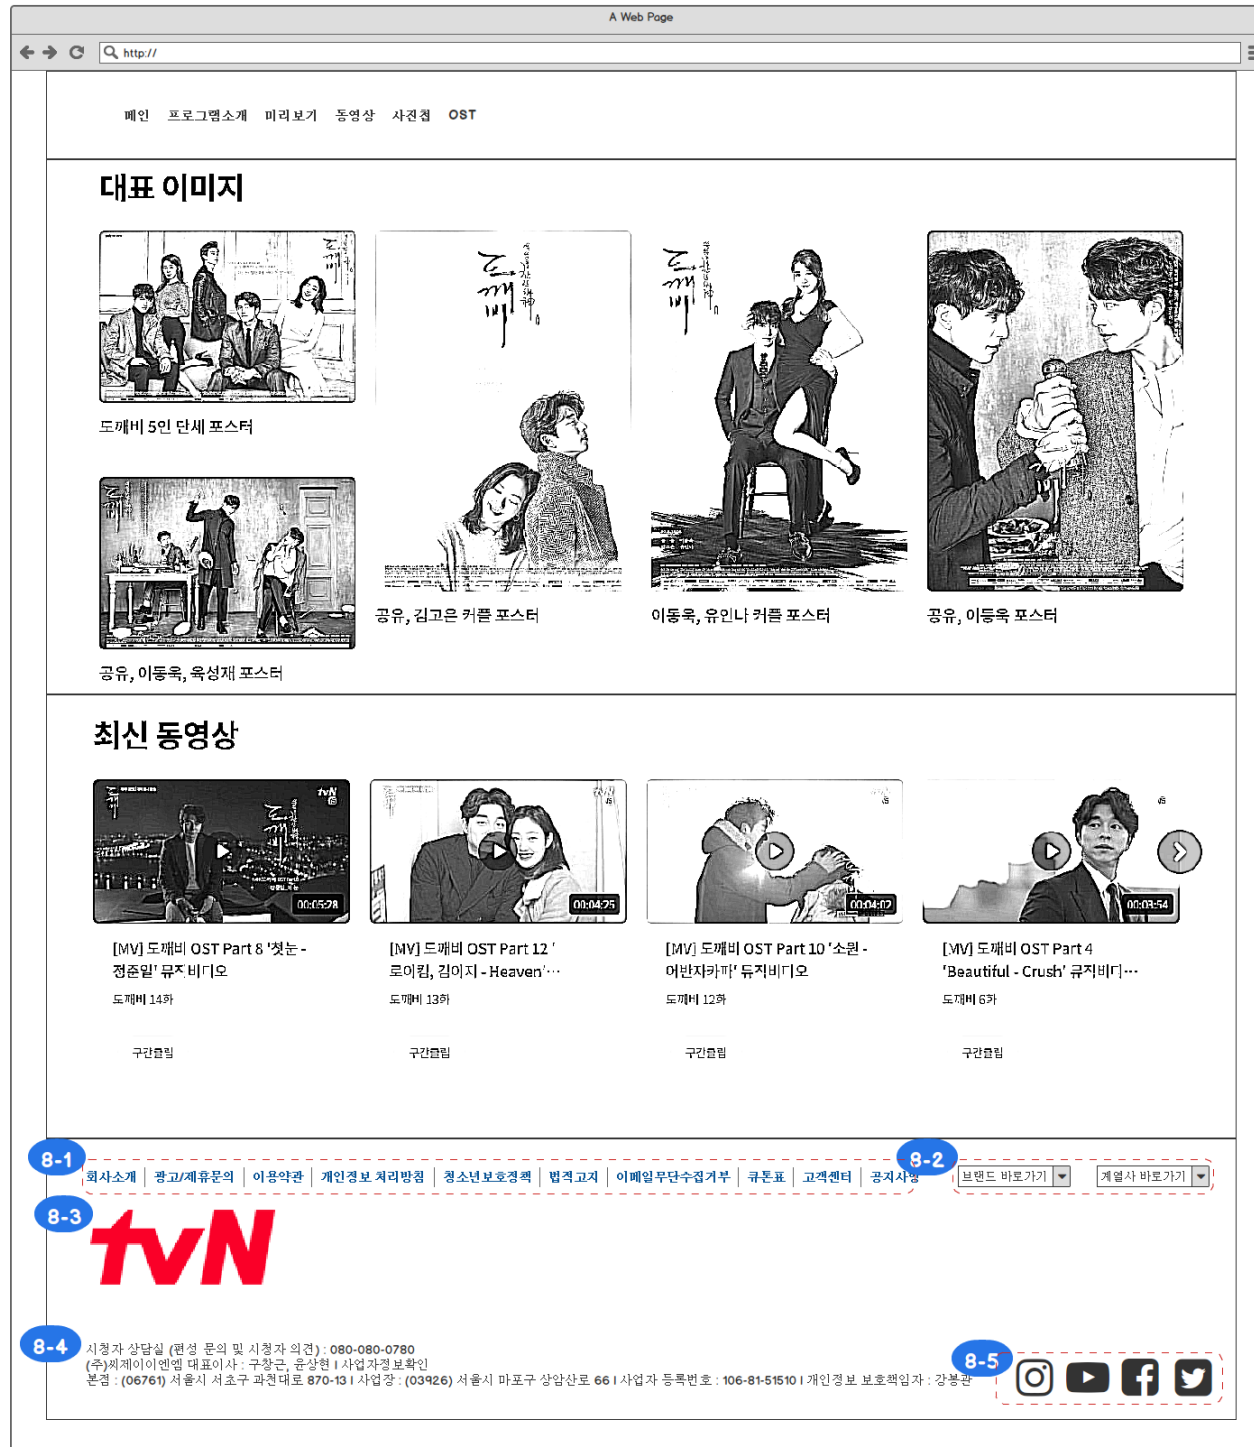 A Web Page
http://
메인 프로그램소개 미리보기 동영상 사진첩 OST
대표 이미지
도깨비
도깨비
도깨비
도깨비 5인 단체 포스터
도깨비
공유, 김고은 커플 포스터
이동욱, 유인나 커플 포스터
공유, 이동욱 포스터
공유, 이동욱, 육성재 포스터
최신 동영상
도깨비
tvN
도깨비
00:05:28
00:04:25
00:04:02
00:03:54
[MV] 도깨비 OST Part 8 '첫눈 -
정준일' 뮤직비디오
도깨비 14화
구간클립
[MV] 도깨비 OST Part 12 '
로이킴, 김이지 - Heaven'…
도깨비 13화
구간클립
[MV] 도깨비 OST Part 10 '소원 -
어반자카파' 뮤직비디오
도깨비 12화
구간클립
[MV] 도깨비 OST Part 4
'Beautiful - Crush' 뮤직비디…
도깨비 6화
구간클립
8-1
회사소개 | 광고/제휴문의 | 이용약관 | 개인정보 처리방침 | 청소년보호정책 | 법적고지 | 이메일무단수집거부 | 큐톤표 | 고객센터 | 공지사항
8-2
브랜드 바로가기
계열사 바로가기
8-3
tvN
8-4
시청자 상담실 (편성 문의 및 시청자 의견) : 080-080-0780
(주)씨제이이엔엠 대표이사 : 구창근, 윤상현 I 사업자정보확인
본점 : (06761) 서울시 서초구 과천대로 870-13 I 사업장 : (03926) 서울시 마포구 상암산로 66 I 사업자 등록번호 : 106-81-51510 I 개인정보 보호책임자 : 강봉관
8-5